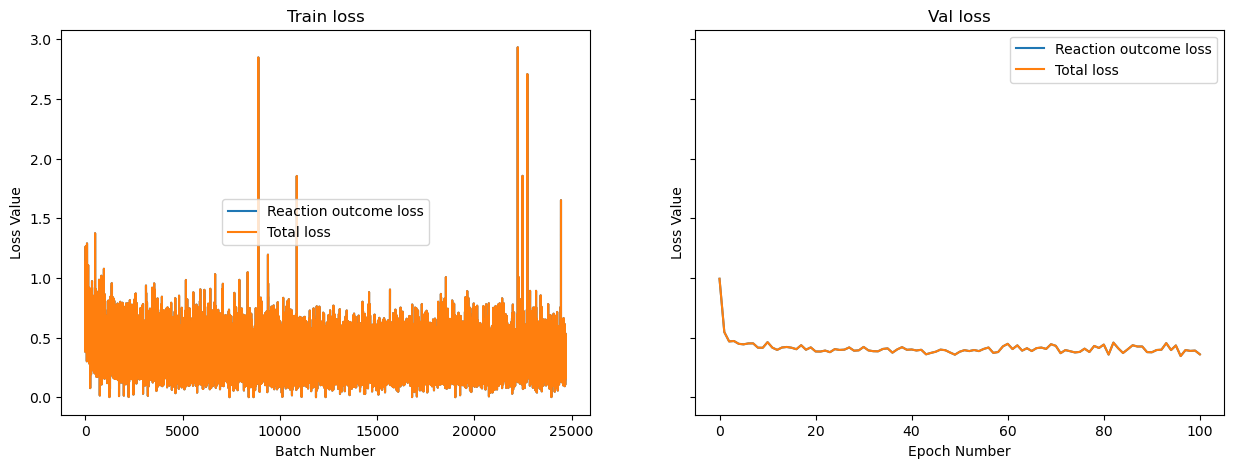 Train loss
Loss Value
3.0
2.5
2.0
1.5
1.0
0.5
0.0
Reaction outcome loss
Total loss
0
5000
10000
15000
20000
25000
Batch Number
Val loss
Loss Value
Reaction outcome loss
Total loss
0
20
40
60
80
100
Epoch Number